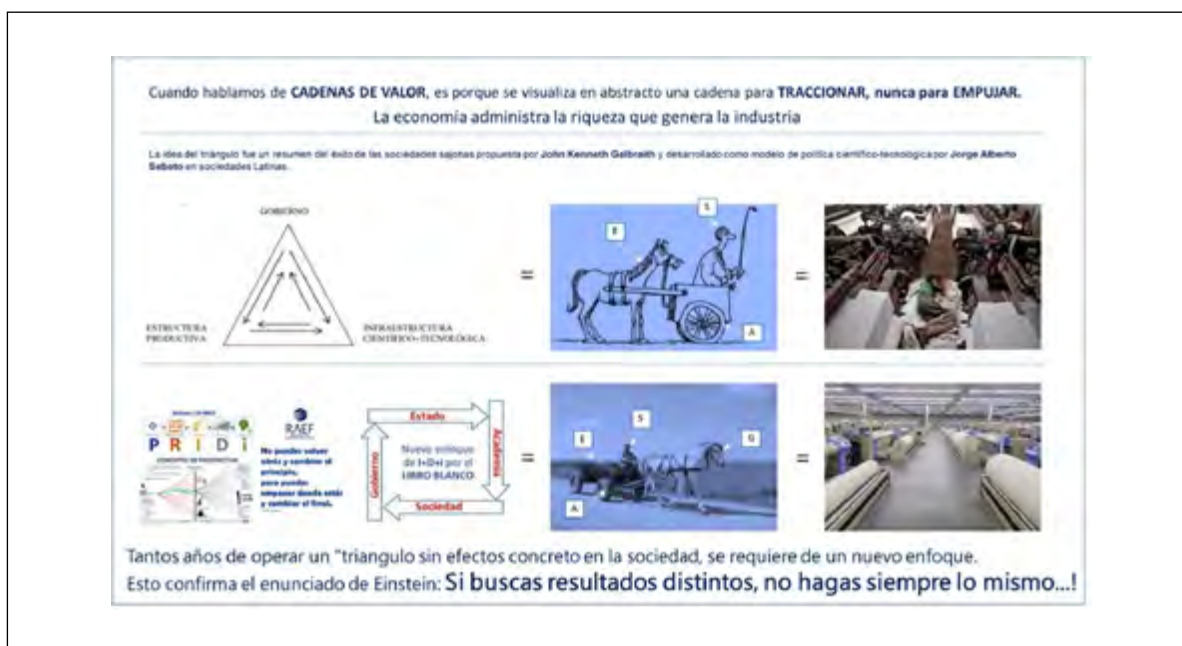 Cuando hablamos de CADENAS DE VALOR, es porque se visualiza en abstracto una cadena para TRACCIONAR, nunca para EMPUJAR.
La economía administra la riqueza que genera la industria
La idea del triángulo fue un resumen del éxito de las sociedades sajonas propuesta por John Kenneth Galbraith y desarrollado como modelo de política científico-tecnológica por Jorge Alberto
Sabato en sociedades Latinas.
GOBIERNO
ESTRUCTURA
PRODUCTIVA
INFRAESTRUCTURA
CIENTÍFICO-TECNOLÓGICA
=
E
S
A
=
P R I D i
CONCEPTO DE PROSPECTIVA
=
RAEF
No puedes volver
atrás y cambiar el
principio,
pero puedes
empezar donde estás
y cambiar el final.
Estado
Academia
Sociedad
Gobierno
Nuevo enfoque
de I+D+i por el
LIBRO BLANCO
=
E
S
G
A
=
Tantos años de operar un "triangulo sin efectos concreto en la sociedad, se requiere de un nuevo enfoque.
Esto confirma el enunciado de Einstein: Si buscas resultados distintos, no hagas siempre lo mismo...!